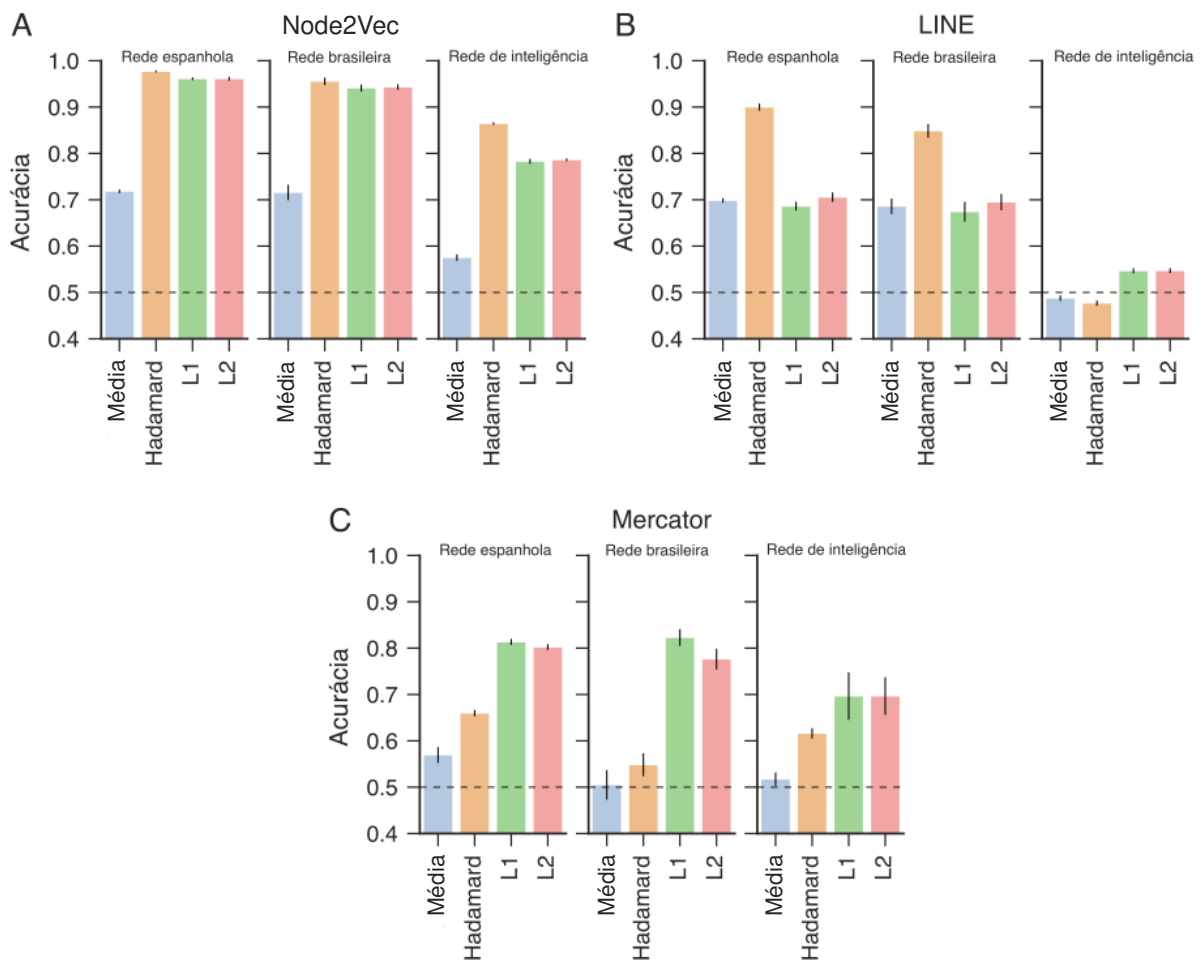 A
Node2Vec
Rede espanhola
Rede brasileira
Rede de inteligência
Acurácia
1.0
0.9
0.8
0.7
0.6
0.5
0.4
Média
Hadamard
L1
L2
Média
Hadamard
L1
L2
Média
Hadamard
L1
L2
B
LINE
Rede espanhola
Rede brasileira
Rede de inteligência
Acurácia
1.0
0.9
0.8
0.7
0.6
0.5
0.4
Média
Hadamard
L1
L2
Média
Hadamard
L1
L2
Média
Hadamard
L1
L2
C
Mercator
Rede espanhola
Rede brasileira
Rede de inteligência
Acurácia
1.0
0.9
0.8
0.7
0.6
0.5
0.4
Média
Hadamard
L1
L2
Média
Hadamard
L1
L2
Média
Hadamard
L1
L2